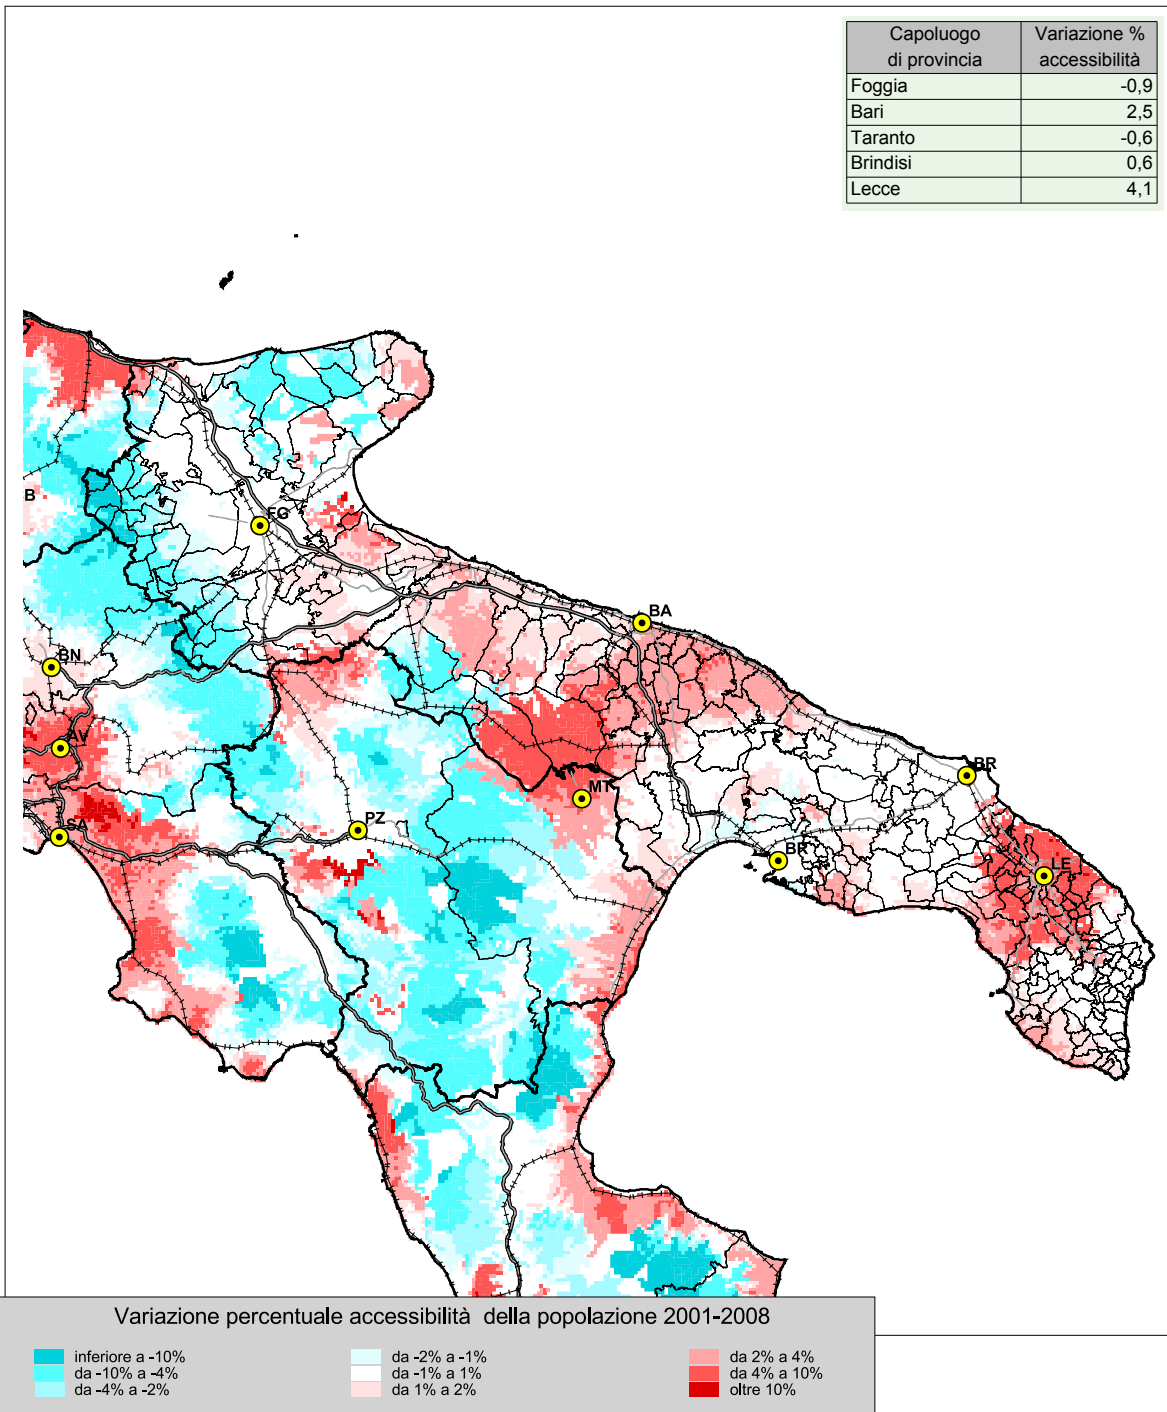 Capoluogo di provincia Variazione % accessibilità
Foggia -0,9
Bari 2,5
Taranto -0,6
Brindisi 0,6
Lecce 4,1
B
FG
BA
BN
AV
MT
BR
SA
PZ
BR
LE
Variazione percentuale accessibilità della popolazione 2001-2008
inferiore a -10%
da -10% a -4%
da -4% a -2%
da -2% a -1%
da -1% a 1%
da 1% a 2%
da 2% a 4%
da 4% a 10%
oltre 10%